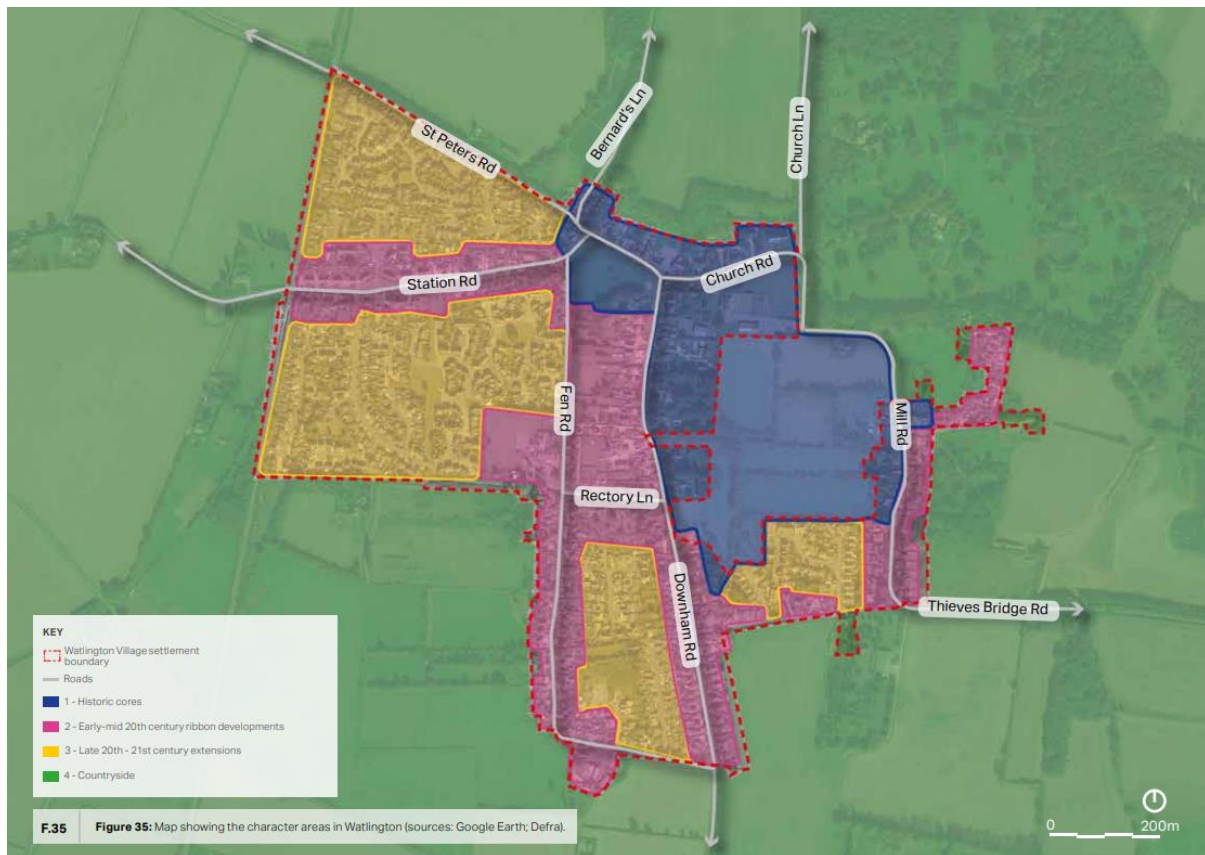 St Peters Rd
Bernard's Ln
Church Ln
Station Rd
Church Rd
Fen Rd
Mill Rd
Rectory Ln
Downham Rd
Thieves Bridge Rd
KEY
Watlington Village settlement
boundary
Roads
1 - Historic cores
2 - Early-mid 20th century ribbon developments
3 - Late 20th - 21st century extensions
4 - Countryside
F.35 Figure 35: Map showing the character areas in Watlington (sources: Google Earth; Defra).
0 200m